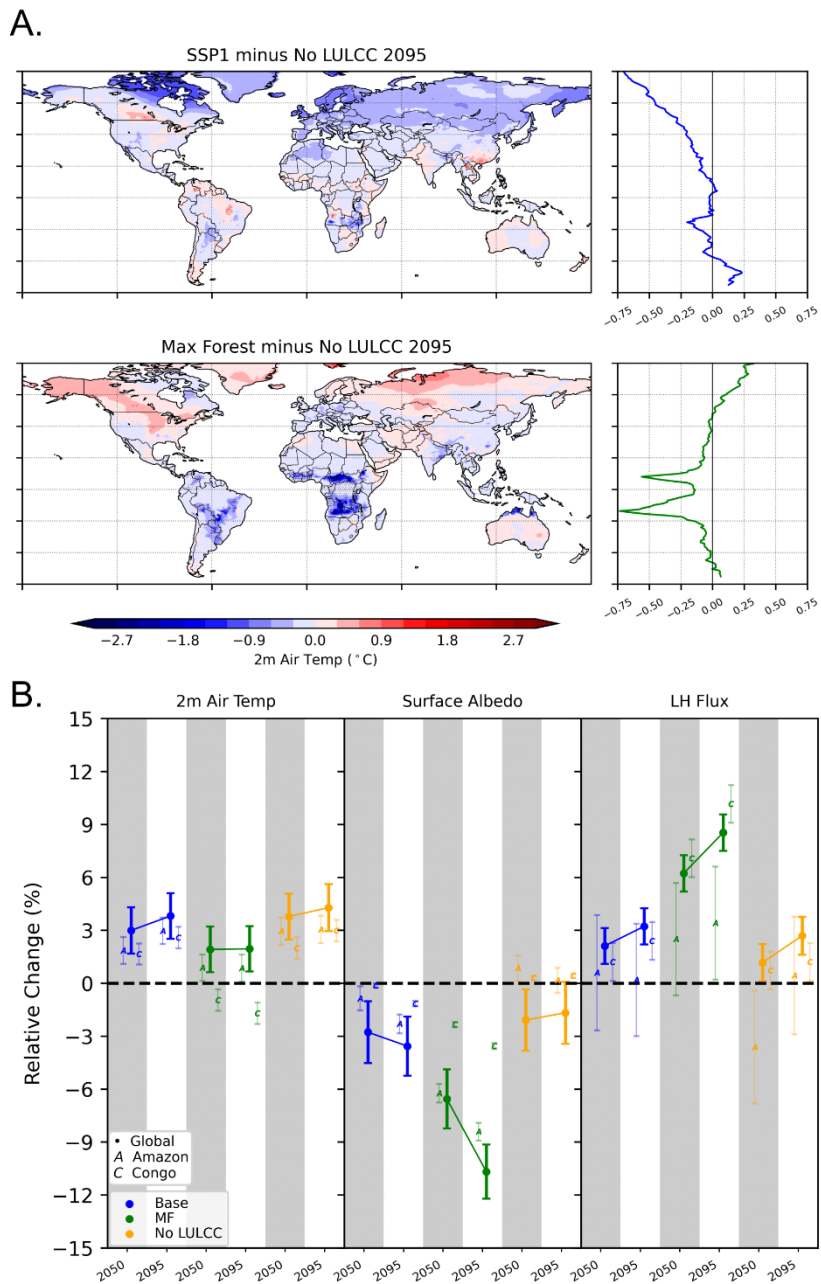 A.
SSP1 minus No LULCC 2095
−0.75
−0.50
−0.25
0.00
0.25
0.50
0.75
Max Forest minus No LULCC 2095
−0.75
−0.50
−0.25
0.00
0.25
0.50
0.75
−2.7
−1.8
−0.9
0.0
0.9
1.8
2.7
2m Air Temp (°C)
B.
2m Air Temp
Surface Albedo
LH Flux
Relative Change (%)
15
12
9
6
3
0
−3
−6
−9
−12
−15
A
C
A
C
A
C
A
C
A
C
A
C
A
C
A
C
A
C
A
C
A
C
A
C
A
C
A
C
A
C
A
C
A
C
A
C
Global
A Amazon
C Congo
Base
MF
No LULCC
2050
2095
2050
2095
2050
2095
2050
2095
2050
2095
2050
2095
2050
2095
2050
2095
2050
2095